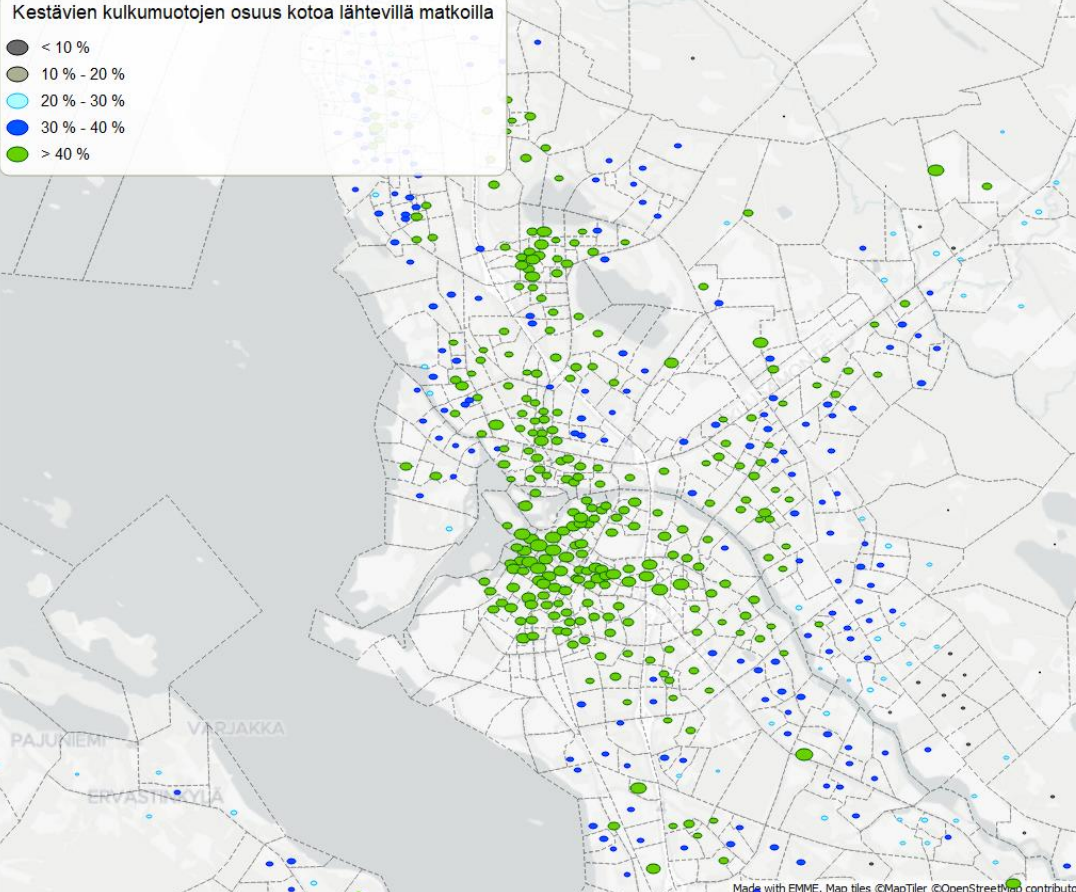 Kestävien kulkumuotojen osuus kotoa lähtevillä matkoilla
< 10 %
10 % - 20 %
20 % - 30 %
30 % - 40 %
> 40 %
VARJAKKA
PAJUNIEMI
ERVASTINKYLÄ
Made with EMME. Map tiles ©MapTiler ©OpenStreetMap contributo